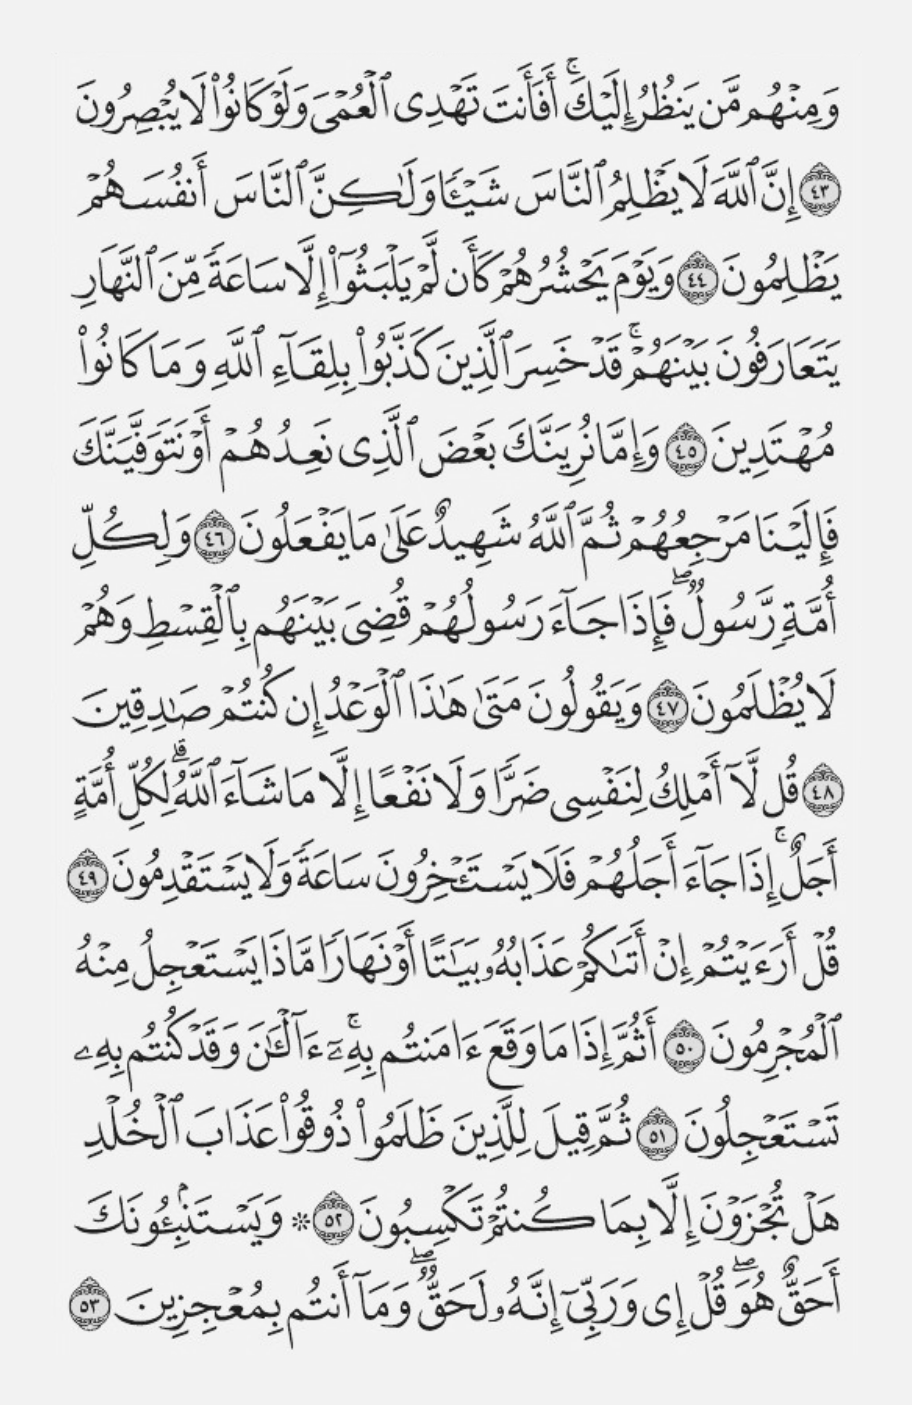 وَمِنْهُم مَّن يَنظُرُ إِلَيْكَ ۚ أَفَأَنتَ تَهْدِى ٱلْعُمْىَ وَلَوْ كَانُوا۟ لَا يُبْصِرُونَ
٤٣ إِنَّ ٱللَّهَ لَا يَظْلِمُ ٱلنَّاسَ شَيْـًٔا وَلَـٰكِنَّ ٱلنَّاسَ أَنفُسَهُمْ
يَظْلِمُونَ ٤٤ وَيَوْمَ يَحْشُرُهُمْ كَأَن لَّمْ يَلْبَثُوٓا۟ إِلَّا سَاعَةً مِّنَ ٱلنَّهَارِ
يَتَعَارَفُونَ بَيْنَهُمْ ۚ قَدْ خَسِرَ ٱلَّذِينَ كَذَّبُوا۟ بِلِقَآءِ ٱللَّهِ وَمَا كَانُوا۟
مُهْتَدِينَ ٤٥ وَإِمَّا نُرِيَنَّكَ بَعْضَ ٱلَّذِى نَعِدُهُمْ أَوْ نَتَوَفَّيَنَّكَ
فَإِلَيْنَا مَرْجِعُهُمْ ثُمَّ ٱللَّهُ شَهِيدٌ عَلَىٰ مَا يَفْعَلُونَ ٤٦ وَلِكُلِّ
أُمَّةٍ رَّسُولٌ ۖ فَإِذَا جَآءَ رَسُولُهُمْ قُضِىَ بَيْنَهُم بِٱلْقِسْطِ وَهُمْ
لَا يُظْلَمُونَ ٤٧ وَيَقُولُونَ مَتَىٰ هَـٰذَا ٱلْوَعْدُ إِن كُنتُمْ صَـٰدِقِينَ
٤٨ قُل لَّآ أَمْلِكُ لِنَفْسِى ضَرًّا وَلَا نَفْعًا إِلَّا مَا شَآءَ ٱللَّهُ ۗ لِكُلِّ أُمَّةٍ
أَجَلٌ ۚ إِذَا جَآءَ أَجَلُهُمْ فَلَا يَسْتَـْٔخِرُونَ سَاعَةً وَلَا يَسْتَقْدِمُونَ ٤٩
قُلْ أَرَءَيْتُمْ إِنْ أَتَىٰكُمْ عَذَابُهُۥ بَيَـٰتًا أَوْ نَهَارًا مَّاذَا يَسْتَعْجِلُ مِنْهُ
ٱلْمُجْرِمُونَ ٥٠ أَثُمَّ إِذَا مَا وَقَعَ ءَامَنتُم بِهِۦٓ ۚ ءَآلْـَٔـٰنَ وَقَدْ كُنتُم بِهِۦ
تَسْتَعْجِلُونَ ٥١ ثُمَّ قِيلَ لِلَّذِينَ ظَلَمُوا۟ ذُوقُوا۟ عَذَابَ ٱلْخُلْدِ
هَلْ تُجْزَوْنَ إِلَّا بِمَا كُنتُمْ تَكْسِبُونَ ٥٢ ۞ وَيَسْتَنۢبِـُٔونَكَ
أَحَقٌّ هُوَ ۖ قُلْ إِى وَرَبِّىٓ إِنَّهُۥ لَحَقٌّ ۖ وَمَآ أَنتُم بِمُعْجِزِينَ ٥٣